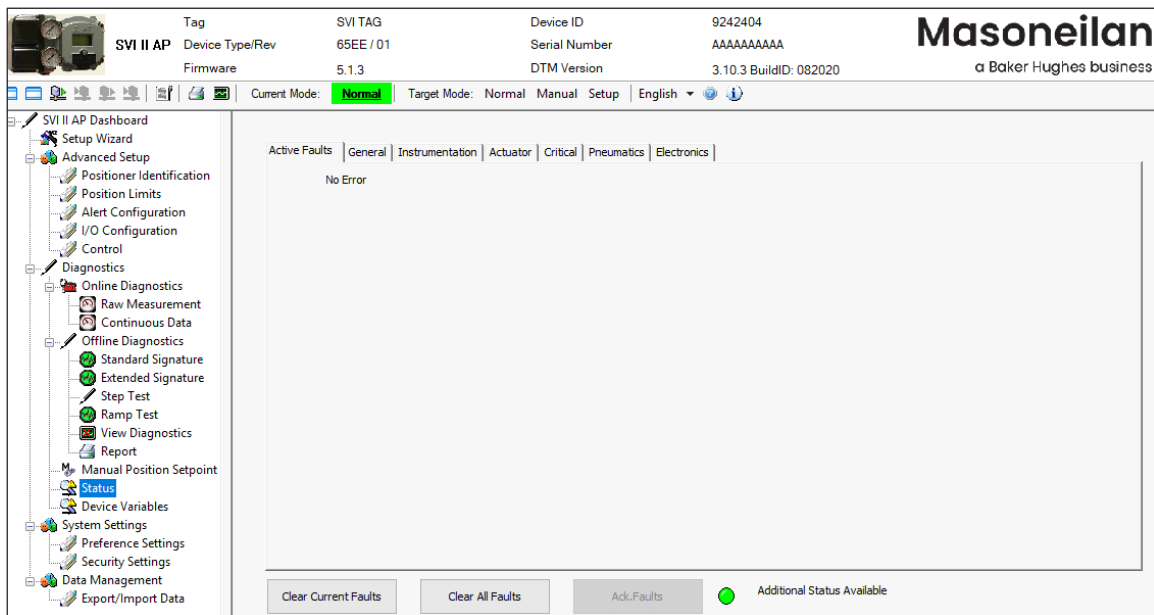 Tag SVI TAG Device ID 9242404
SVI II AP Device Type/Rev 65EE / 01 Serial Number AAAAAAAAAA
Firmware 5.1.3 DTM Version 3.10.3 BuildID: 082020
Masoneilan
a Baker Hughes business
Current Mode: Normal Target Mode: Normal Manual Setup English
SVI II AP Dashboard
Setup Wizard
Advanced Setup
Positioner Identification
Position Limits
Alert Configuration
I/O Configuration
Control
Diagnostics
Online Diagnostics
Raw Measurement
Continuous Data
Offline Diagnostics
Standard Signature
Extended Signature
Step Test
Ramp Test
View Diagnostics
Report
Manual Position Setpoint
Status
Device Variables
System Settings
Preference Settings
Security Settings
Data Management
Export/Import Data
Active Faults General Instrumentation Actuator Critical Pneumatics Electronics
No Error
Clear Current Faults Clear All Faults Ack.Faults Additional Status Available